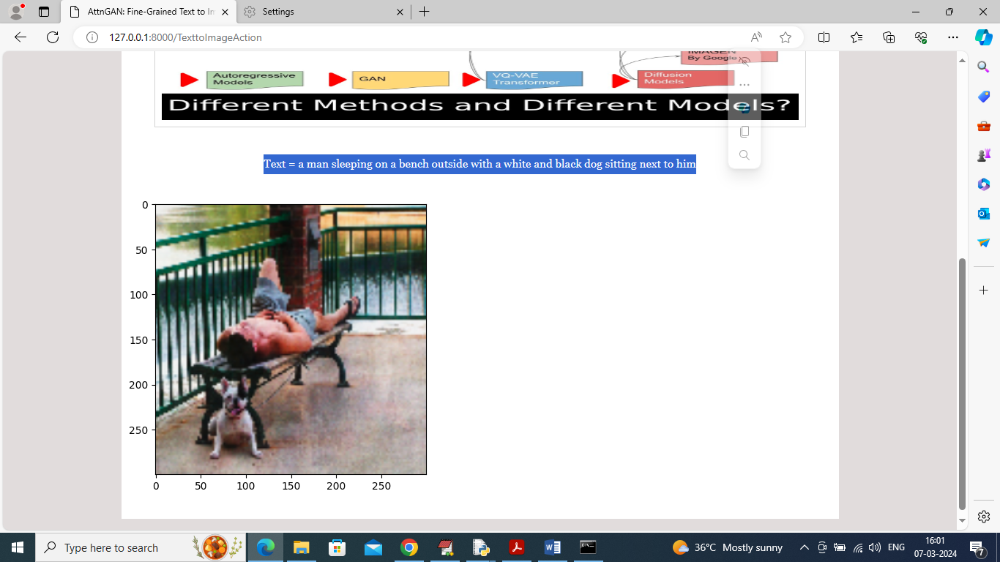 AttnGAN: Fine-Grained Text to In
Settings
127.0.0.1:8000/TexttoImageAction
IMAGEN
By Google
Autoregressive
Models
GAN
VQ-VAE
Transformer
Diffusion
Models
Different Methods and Different Models?
Text = a man sleeping on a bench outside with a white and black dog sitting next to him
0
50
100
150
200
250
0 50 100 150 200 250
Type here to search
36°C Mostly sunny
ENG
16:01
07-03-2024
7